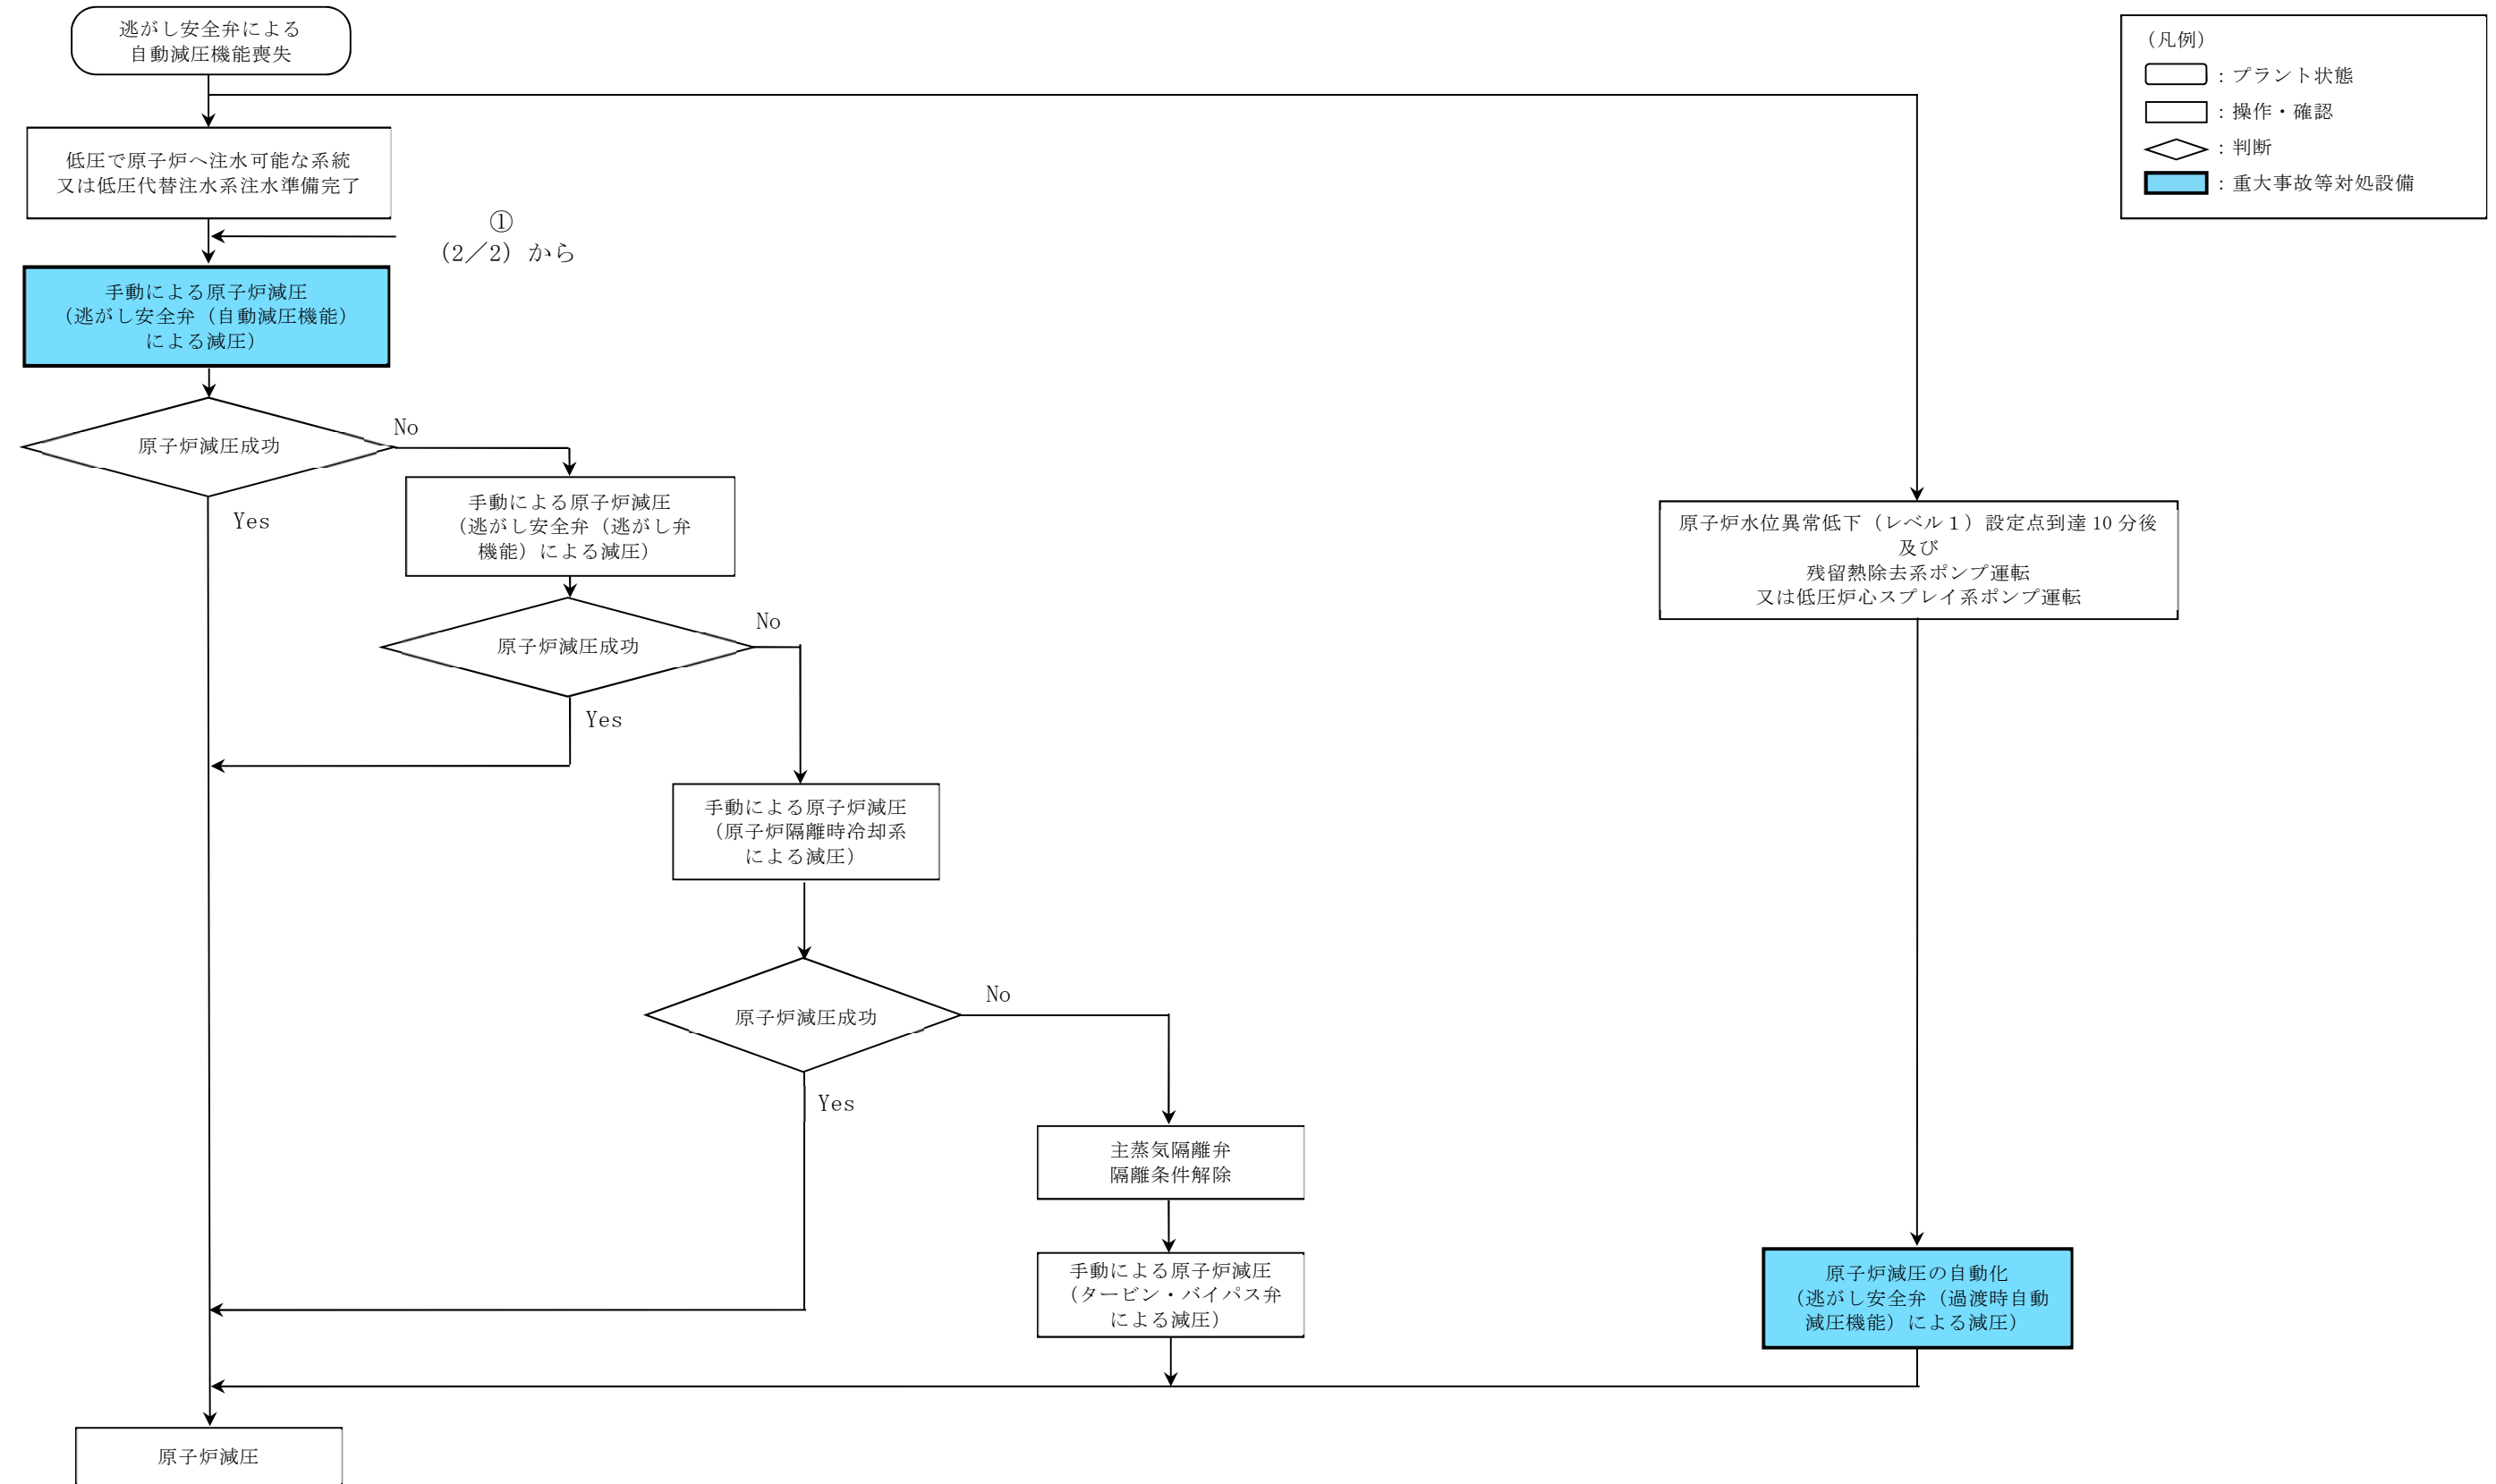 逃がし安全弁による
自動減圧機能喪失
低圧で原子炉へ注水可能な系統
又は低圧代替注水系注水準備完了
①
(2/2)から
手動による原子炉減圧
(逃がし安全弁(自動減圧機能)
による減圧)
原子炉減圧成功
No
Yes
手動による原子炉減圧
(逃がし安全弁(逃がし弁
機能)による減圧)
原子炉減圧成功
No
Yes
手動による原子炉減圧
(原子炉隔離時冷却系
による減圧)
原子炉減圧成功
No
Yes
主蒸気隔離弁
隔離条件解除
手動による原子炉減圧
(タービン・バイパス弁
による減圧)
原子炉水位異常低下(レベル1)設定点到達10分後
及び
残留熱除去系ポンプ運転
又は低圧炉心スプレイ系ポンプ運転
原子炉減圧の自動化
(逃がし安全弁(過渡時自動
減圧機能)による減圧)
原子炉減圧
(凡例)
:プラント状態
:操作・確認
:判断
:重大事故等対処設備